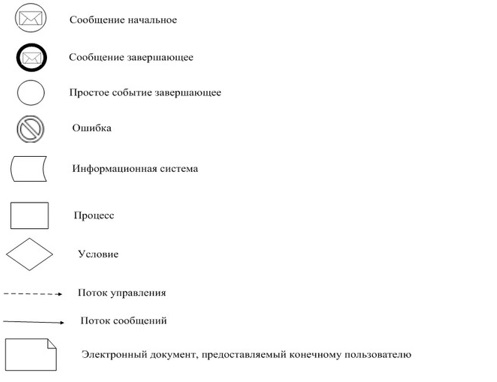 Сообщение начальное
Сообщение завершающее
Простое событие завершающее
Ошибка
Информационная система
Процесс
Условие
Поток управления
Поток сообщений
Электронный документ, предоставляемый конечному пользователю